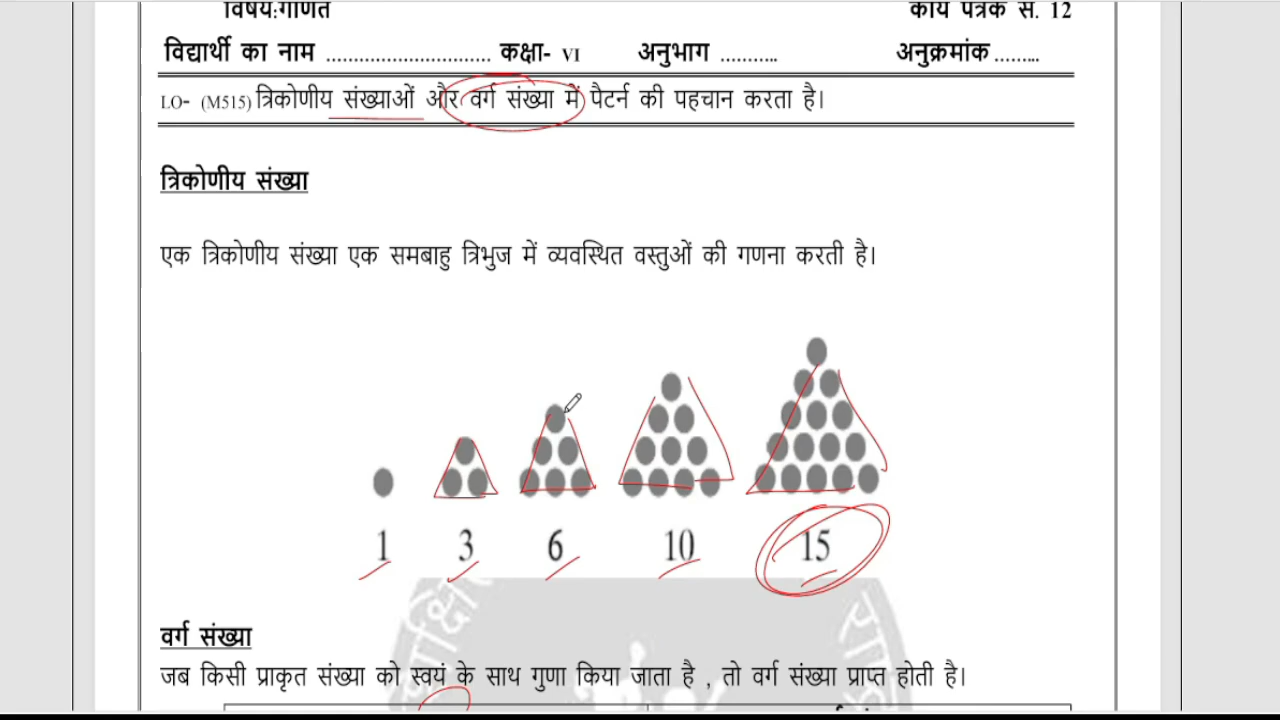 विषय:गणित कार्य पत्रक स. 12
विद्यार्थी का नाम ............................. कक्षा- VI अनुभाग ........... अनुक्रमांक.........
LO- (M515) त्रिकोणीय संख्याओं और वर्ग संख्या में पैटर्न की पहचान करता है।
त्रिकोणीय संख्या
एक त्रिकोणीय संख्या एक समबाहु त्रिभुज में व्यवस्थित वस्तुओं की गणना करती है।
1 3 6 10 15
वर्ग संख्या
जब किसी प्राकृत संख्या को स्वयं के साथ गुणा किया जाता है , तो वर्ग संख्या प्राप्त होती है।